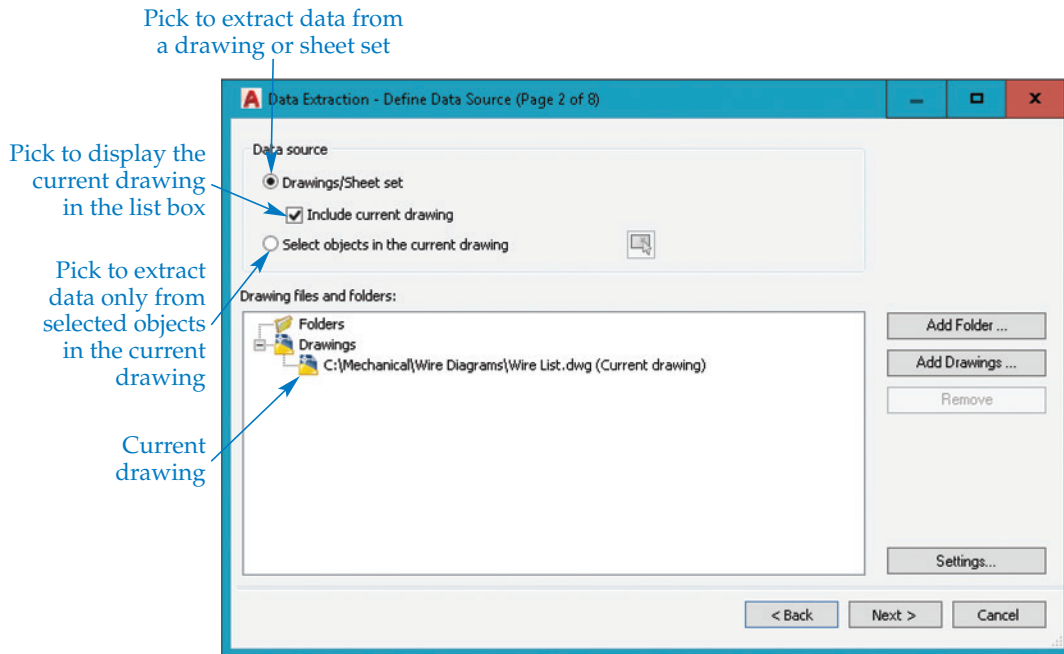 Pick to extract data from
a drawing or sheet set
A Data Extraction - Define Data Source (Page 2 of 8)
Pick to display the
current drawing
in the list box
Data source
Drawings/Sheet set
Include current drawing
Select objects in the current drawing
Pick to extract
data only from
selected objects
in the current
drawing
Drawing files and folders:
Folders
Drawings
C:\Mechanical\Wire Diagrams\Wire List.dwg (Current drawing)
Add Folder ...
Add Drawings ...
Remove
Current
drawing
Settings...
< Back
Next >
Cancel